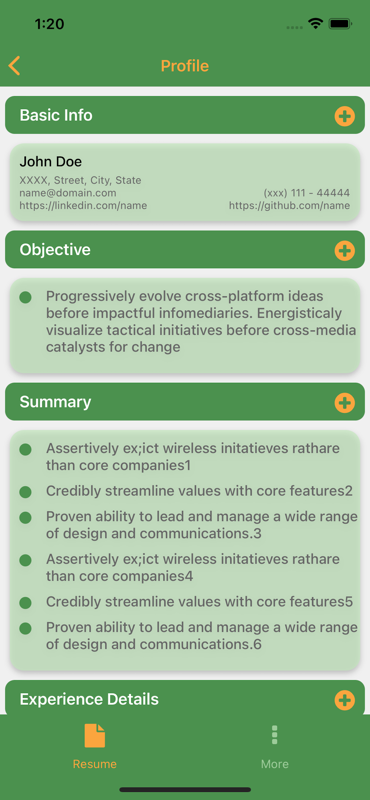 1:20
Profile
Basic Info
John Doe
XXXX, Street, City, State
name@domain.com (xxx) 111 - 44444
https://linkedin.com/name https://github.com/name
Objective
Progressively evolve cross-platform ideas
before impactful infomediaries. Energisticaly
visualize tactical initiatives before cross-media
catalysts for change
Summary
Assertively ex;ict wireless initatieves rathare
than core companies1
Credibly streamline values with core features2
Proven ability to lead and manage a wide range
of design and communications.3
Assertively ex;ict wireless initatieves rathare
than core companies4
Credibly streamline values with core features5
Proven ability to lead and manage a wide range
of design and communications.6
Experience Details
Resume More